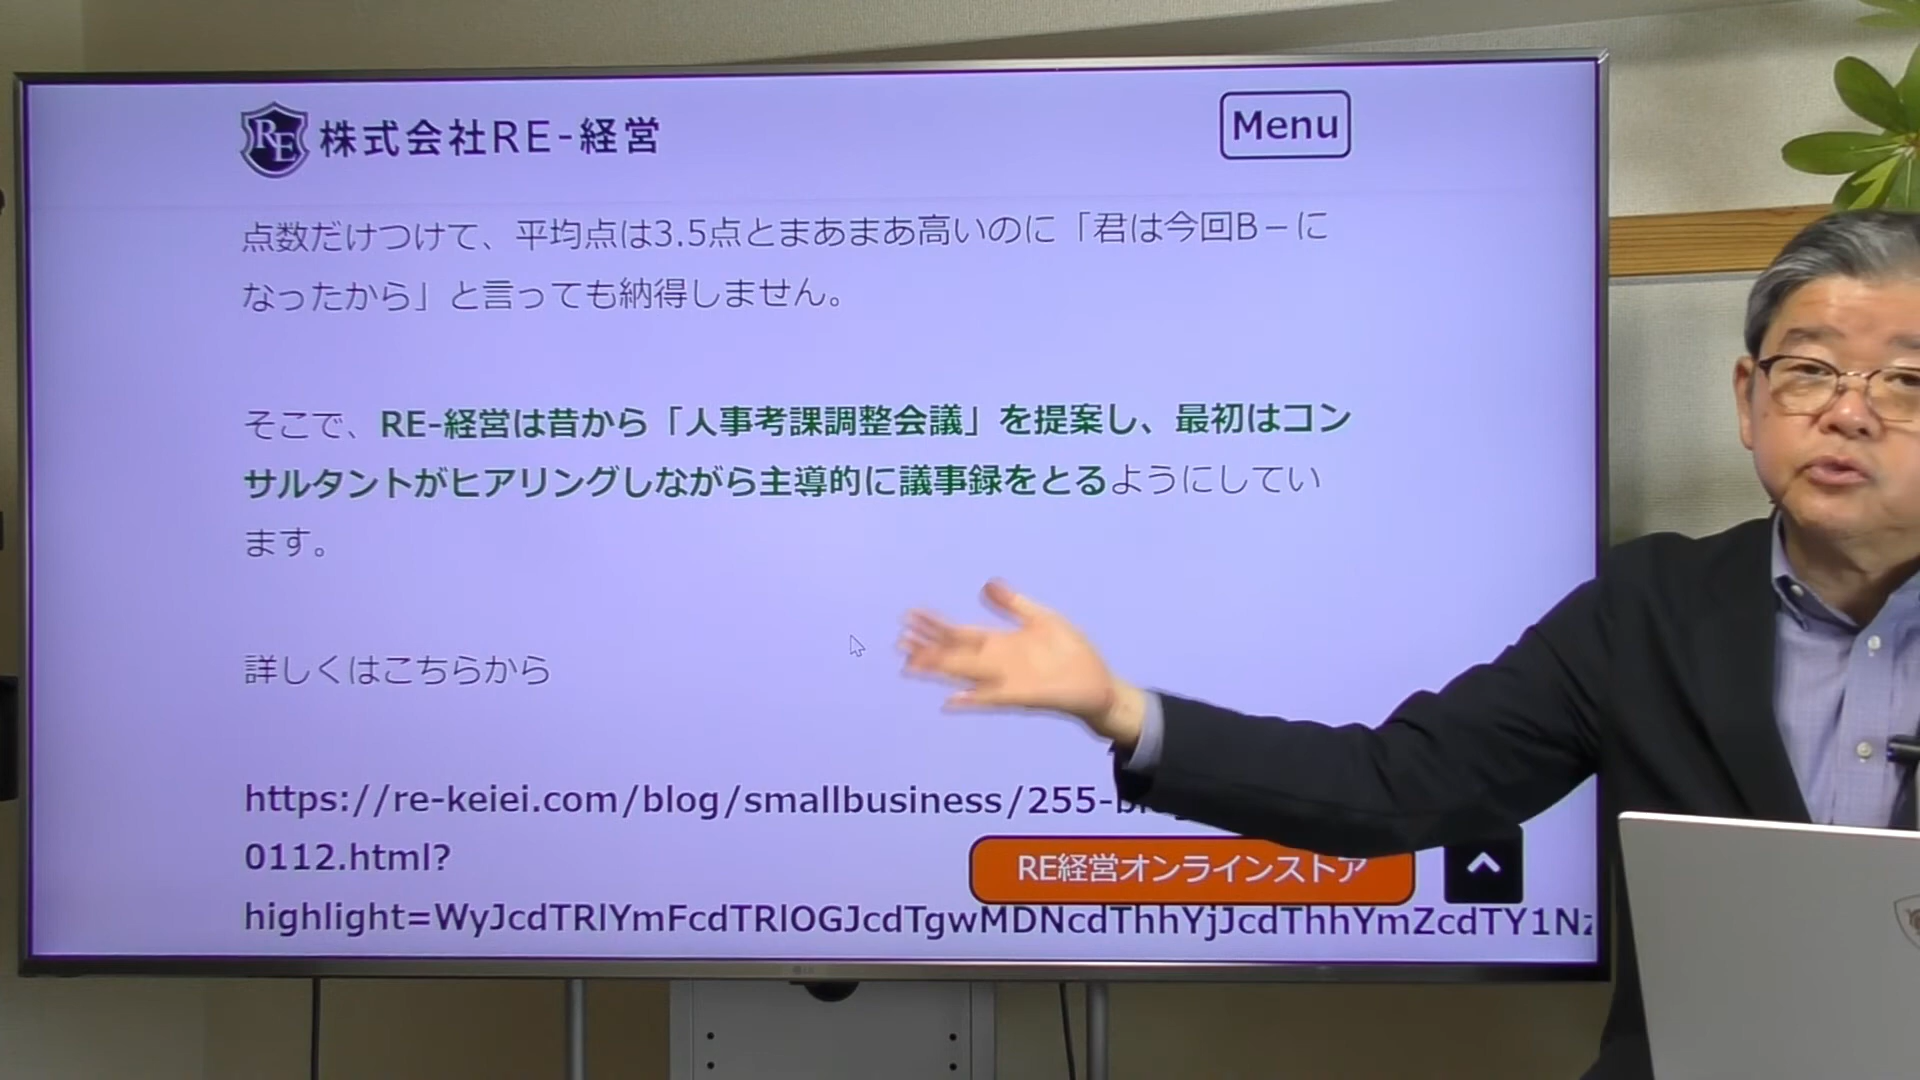 RE 株式会社RE-経営
Menu
点数だけつけて、平均点は3.5点とまあまあ高いのに「君は今回B－に
なったから」と言っても納得しません。
そこで、RE-経営は昔から「人事考課調整会議」を提案し、最初はコン
サルタントがヒアリングしながら主導的に議事録をとるようにしてい
ます。
詳しくはこちらから
https://re-keiei.com/blog/smallbusiness/255-
0112.html?
RE経営オンラインストア
highlight=WyJcdTRlYmFcdTRlOGJcdTgwMDNcdThhYjJcdThhYmZcdTY1N